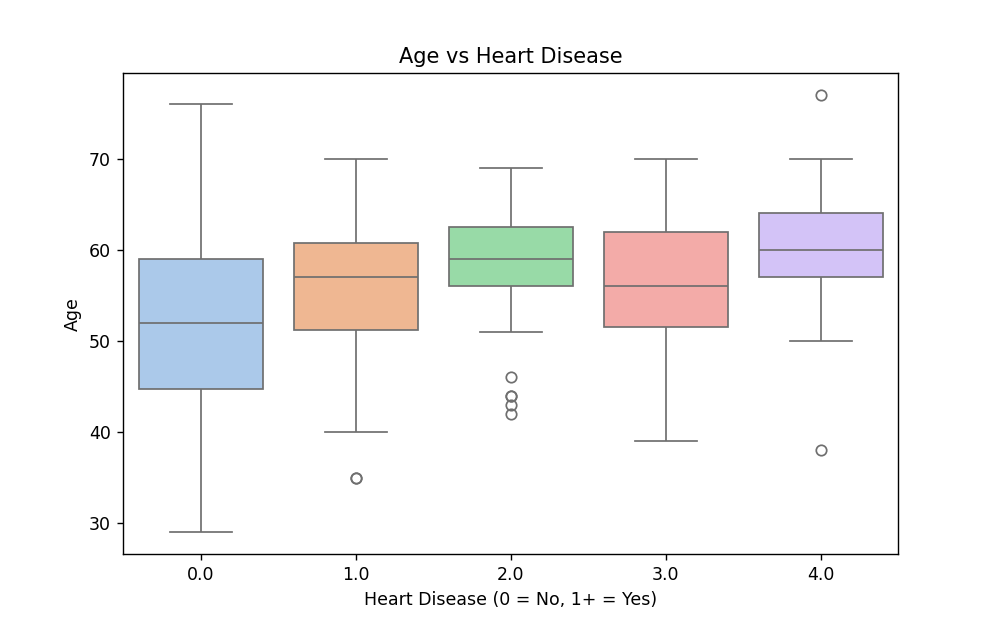 Age vs Heart Disease
Age
70
60
50
40
30
0.0 1.0 2.0 3.0 4.0
Heart Disease (0 = No, 1+ = Yes)